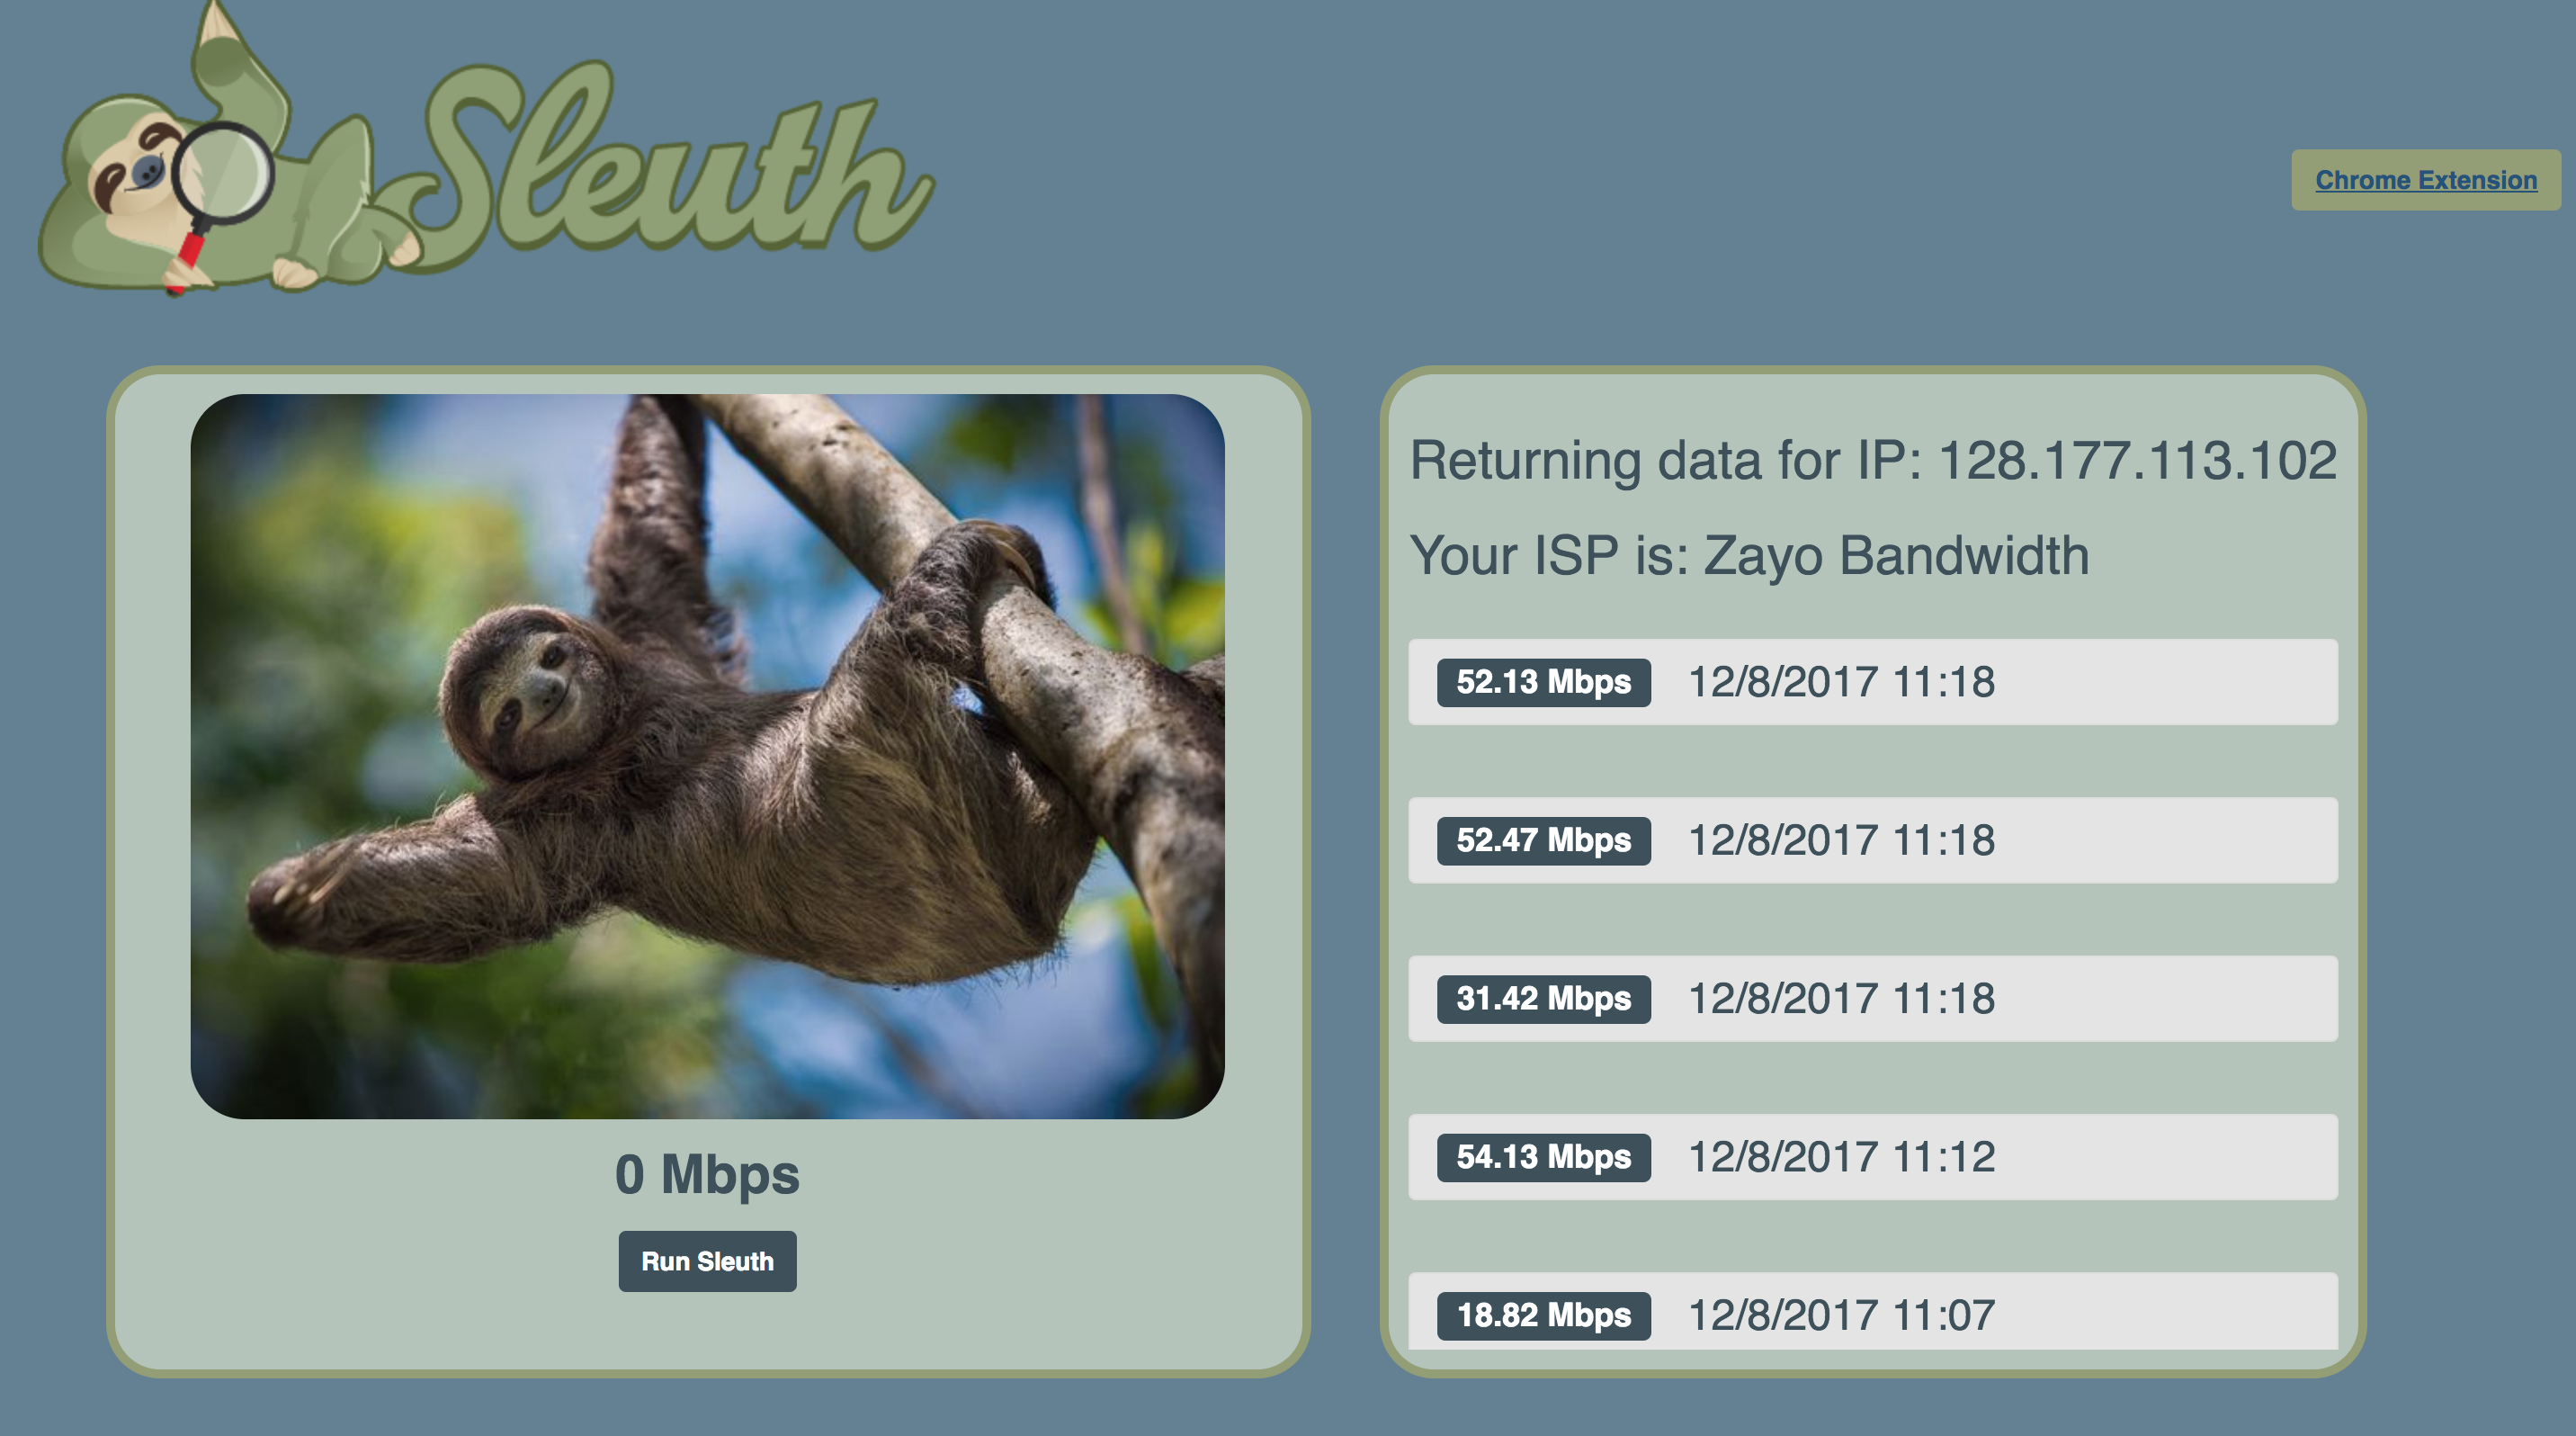 Sleuth
Chrome Extension
0 Mbps
Run Sleuth
Returning data for IP: 128.177.113.102
Your ISP is: Zayo Bandwidth
52.13 Mbps 12/8/2017 11:18
52.47 Mbps 12/8/2017 11:18
31.42 Mbps 12/8/2017 11:18
54.13 Mbps 12/8/2017 11:12
18.82 Mbps 12/8/2017 11:07